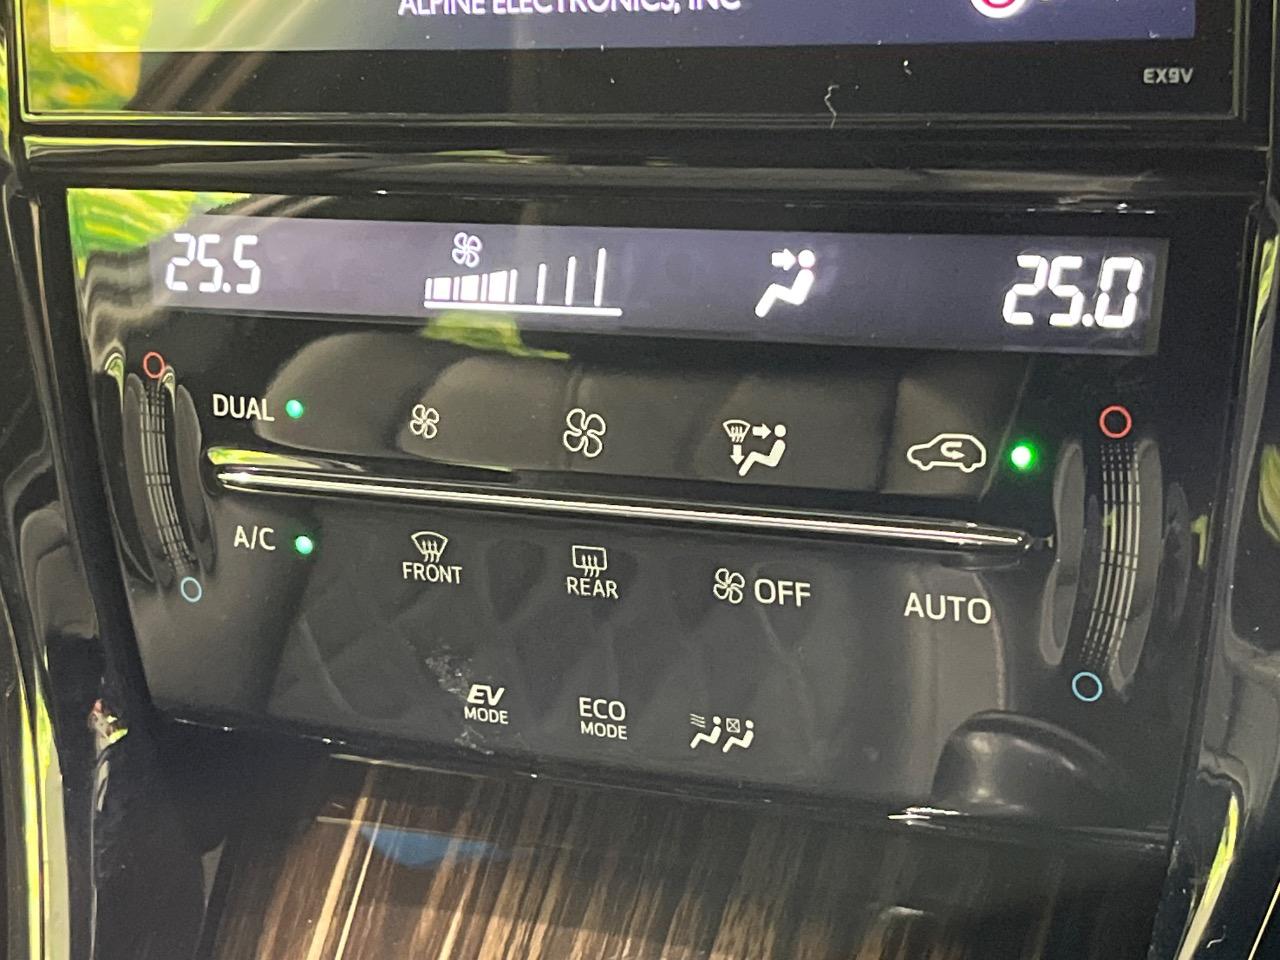 ALPINE ELECTRONICS, INC
EX9V
25.5
25.0
DUAL
A/C
FRONT
REAR
OFF
AUTO
EV
MODE
ECO
MODE